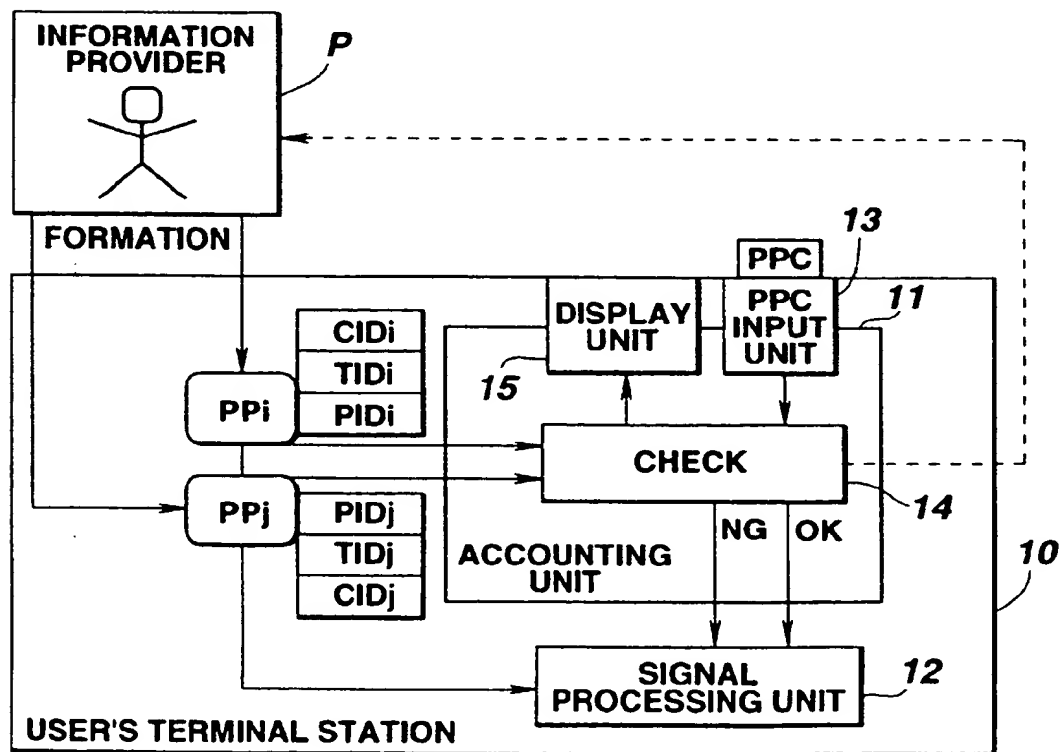 INFORMATION
PROVIDER
P
FORMATION
13
PPC
PPC
INPUT
UNIT
11
DISPLAY
UNIT
15
CIDi
TIDi
PIDi
PPi
CHECK
14
PPj
PIDj
TIDj
CIDj
NG
OK
ACCOUNTING
UNIT
10
SIGNAL
PROCESSING UNIT
12
USER'S TERMINAL STATION